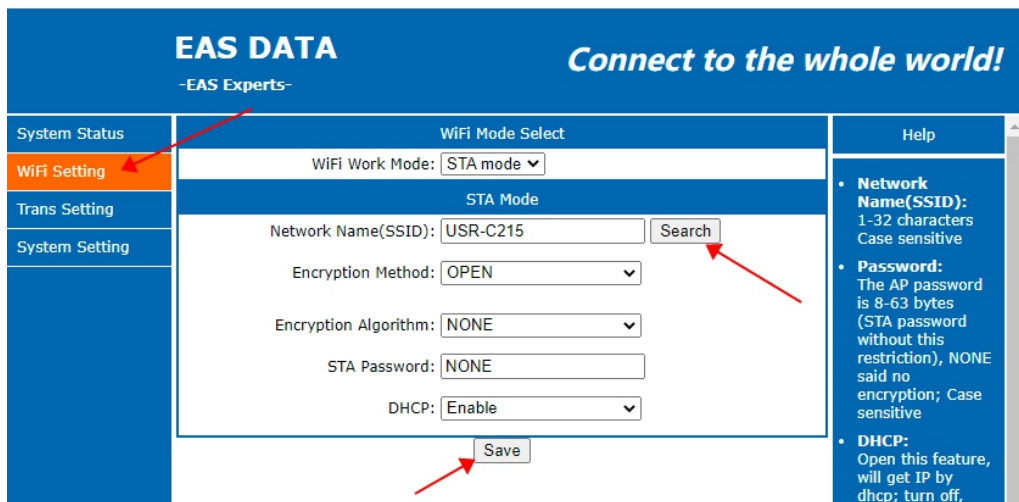 EAS DATA
-EAS Experts-
Connect to the whole world!
System Status
WiFi Setting
Trans Setting
System Setting
WiFi Mode Select
WiFi Work Mode: STA mode
STA Mode
Network Name(SSID): USR-C215 Search
Encryption Method: OPEN
Encryption Algorithm: NONE
STA Password: NONE
DHCP: Enable
Save
Help
• Network
Name(SSID):
1-32 characters
Case sensitive
• Password:
The AP password
is 8-63 bytes
(STA password
without this
restriction), NONE
said no
encryption; Case
sensitive
• DHCP:
Open this feature,
will get IP by
dhcp; turn off,